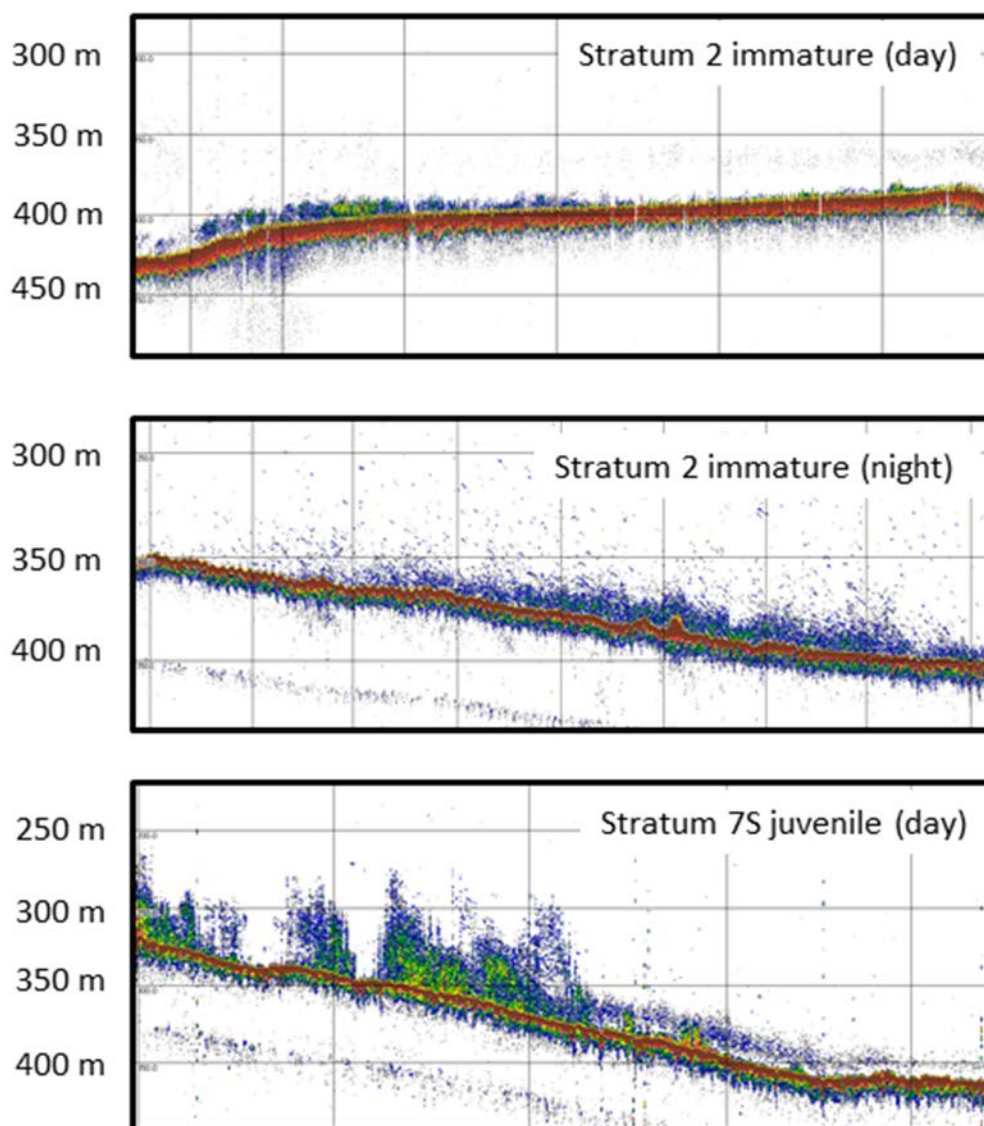 300 m
Stratum 2 immature (day)
350 m
400 m
450 m
300 m
Stratum 2 immature (night)
350 m
400 m
250 m
Stratum 7S juvenile (day)
300 m
350 m
400 m